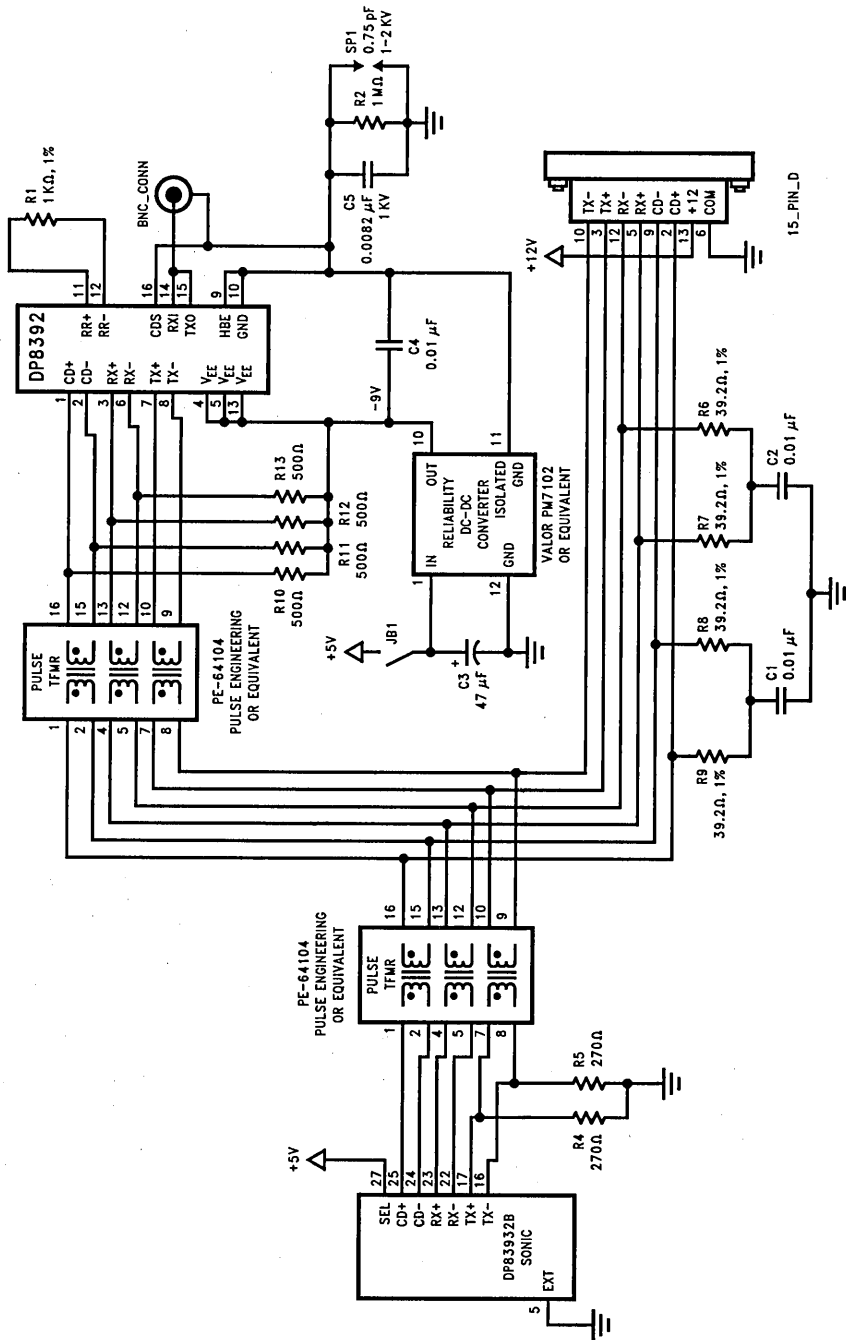 DP83932B
SONIC
SEL
CD+
CD-
RX+
RX-
TX+
TX-
EXT
27
25
24
23
22
17
16
5
+5V
R4
270Ω
R5
270Ω
PE-64104
PULSE ENGINEERING
OR EQUIVALENT
PULSE
TFMR
1
2
4
5
7
8
16
15
13
12
10
9
PE-64104
PULSE ENGINEERING
OR EQUIVALENT
PULSE
TFMR
1
2
4
5
7
8
16
15
13
12
10
9
R10
500Ω
R11
500Ω
R12
500Ω
R13
500Ω
DP8392
1
2
3
6
7
8
4
5
13
CD+
CD-
RX+
RX-
TX+
TX-
VEE
VEE
VEE
RR+
RR-
CDS
RXI
TXO
HBE
GND
11
12
16
14
15
9
10
R1
1KΩ, 1%
BNC_CONN
C5
0.0082 μF
1 KV
R2
1 MΩ
SP1
0.75 pF
1-2 KV
-9V
C4
0.01 μF
+5V
JB1
C3
+
47 μF
1
12
10
11
IN
GND
OUT
GND
RELIABILITY
DC-DC
CONVERTER
ISOLATED
VALOR PM7102
OR EQUIVALENT
+12V
10
3
12
5
9
2
13
6
TX-
TX+
RX-
RX+
CD-
CD+
+12
COM
15_PIN_D
R9
39.2Ω, 1%
R8
39.2Ω, 1%
R7
39.2Ω, 1%
R6
39.2Ω, 1%
C1
0.01 μF
C2
0.01 μF